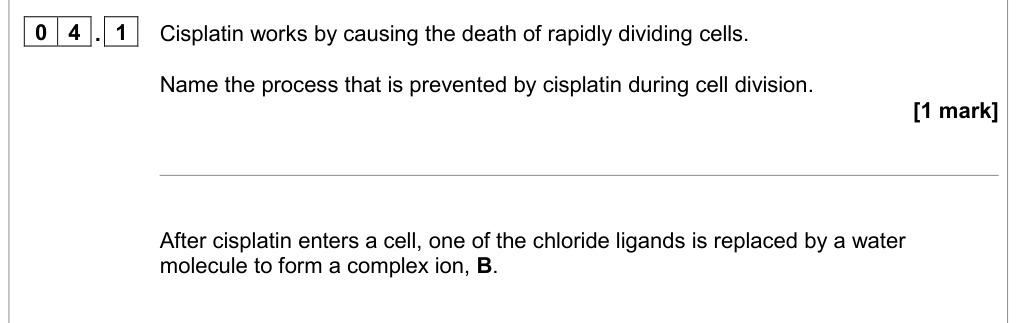 0 4 . 1 Cisplatin works by causing the death of rapidly dividing cells.
Name the process that is prevented by cisplatin during cell division.
[1 mark]
After cisplatin enters a cell, one of the chloride ligands is replaced by a water
molecule to form a complex ion, B.